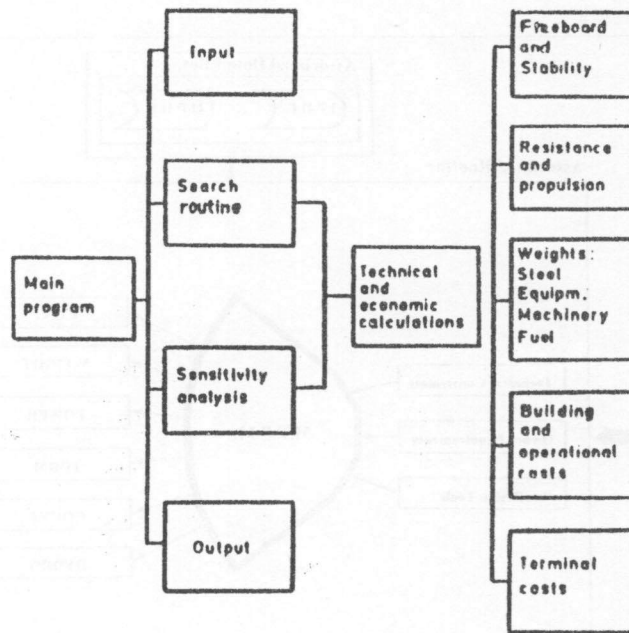 Input
Search
routine
Main
program
Sensitivity
analysis
Output
Technical
and
economic
calculations
Freeboard
and
Stability
Resistance
and
propulsion
Weights:
Steel
Equipm.
Machinery
Fuel
Building
and
operational
costs
Terminal
costs